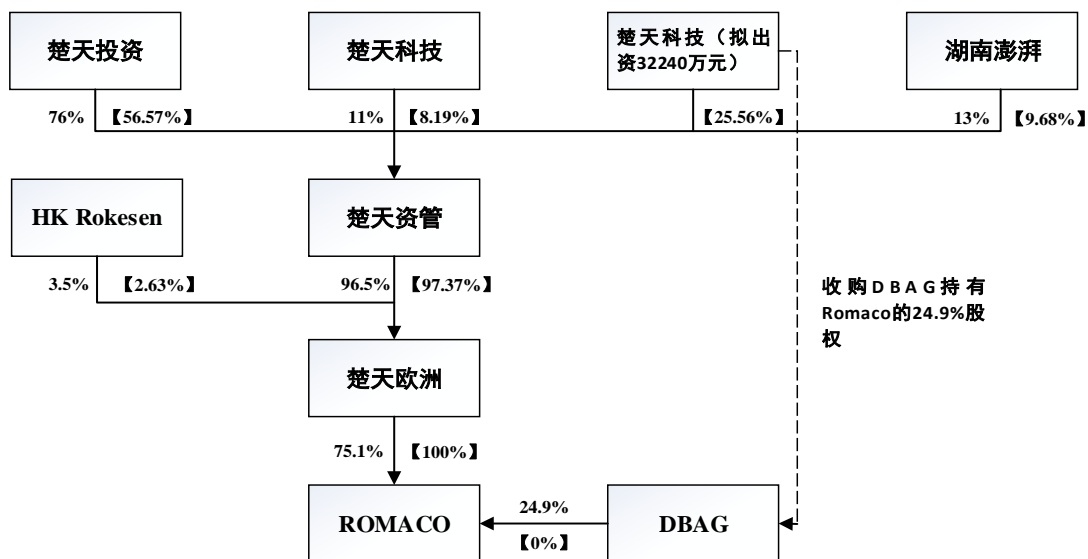 楚天投资
楚天科技
楚天科技（拟出
资32240万元）
湖南澎湃
76% 【56.57%】
11% 【8.19%】
【25.56%】
13% 【9.68%】
HK Rokesen
楚天资管
3.5% 【2.63%】
96.5% 【97.37%】
收购DBAG持有
Romaco的24.9%股
权
楚天欧洲
75.1% 【100%】
ROMACO
24.9%
【0%】
DBAG